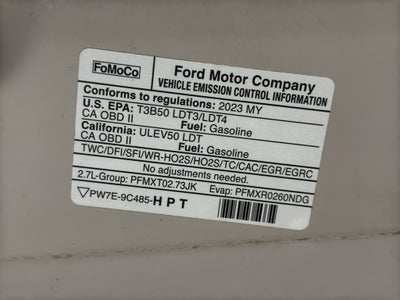 FoMoCo
Ford Motor Company
VEHICLE EMISSION CONTROL INFORMATION
Conforms to regulations: 2023 MY
U.S. EPA: T3B50 LDT3/LDT4
CA OBD II Fuel: Gasoline
California: ULEV50 LDT
CA OBD II Fuel: Gasoline
TWC/DFI/SFI/WR-HO2S/HO2S/TC/CAC/EGR/EGRC
No adjustments needed.
2.7L-Group: PFMXT02.73JK Evap: PFMXR0260NDG
PW7E-9C485-HPT